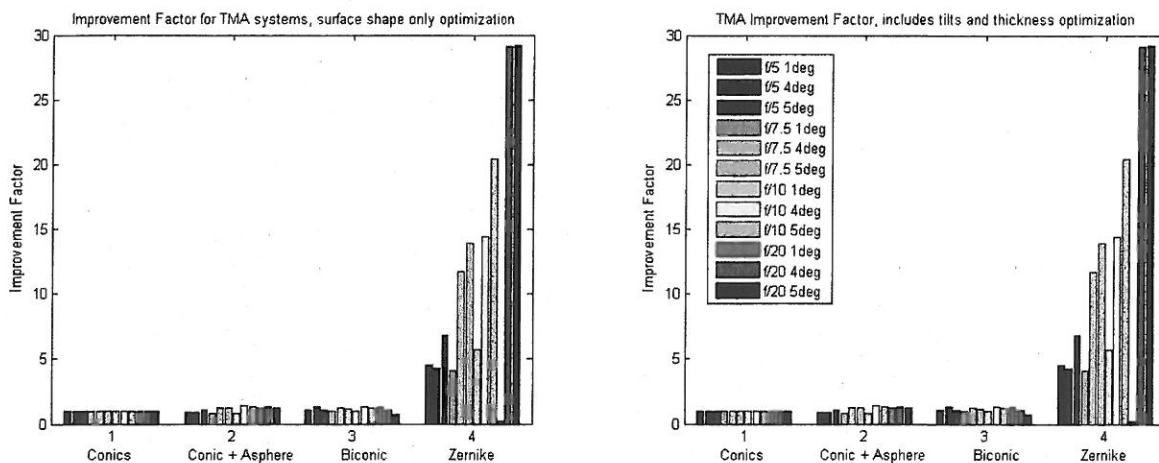 Improvement Factor for TMA systems, surface shape only optimization
30
25
20
15
10
5
0
Improvement Factor
1
2
3
4
Conics
Conic + Asphere
Biconic
Zernike
TMA Improvement Factor, includes tilts and thickness optimization
30
25
20
15
10
5
0
Improvement Factor
f/5 1deg
f/5 4deg
f/5 5deg
f/7.5 1deg
f/7.5 4deg
f/7.5 5deg
f/10 1deg
f/10 4deg
f/10 5deg
f/20 1deg
f/20 4deg
f/20 5deg
1
2
3
4
Conics
Conic + Asphere
Biconic
Zernike